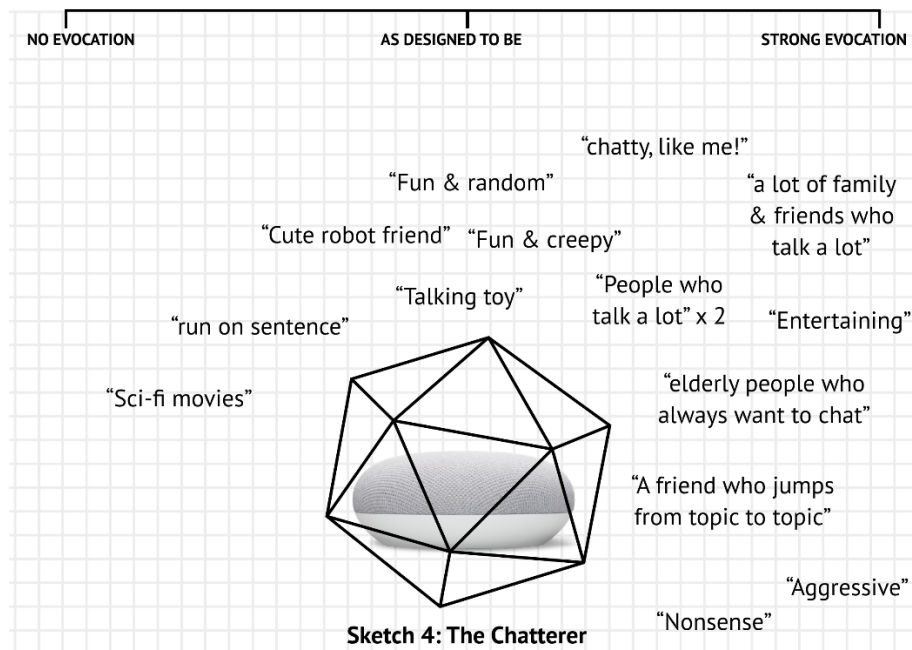 NO EVOCATION
AS DESIGNED TO BE
STRONG EVOCATION
“chatty, like me!”
“Fun & random”
“a lot of family
& friends who
talk a lot”
“Cute robot friend”
“Fun & creepy”
“People who
talk a lot” x 2
“Talking toy”
“run on sentence”
“Entertaining”
“Sci-fi movies”
“elderly people who
always want to chat”
“A friend who jumps
from topic to topic”
“Aggressive”
“Nonsense”
Sketch 4: The Chatterer